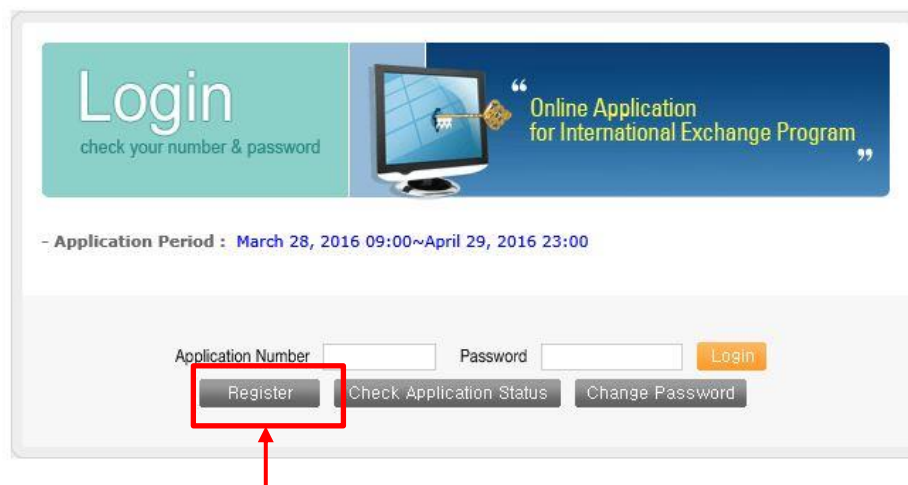 Login
check your number & password
“ Online Application
for International Exchange Program ”
- Application Period : March 28, 2016 09:00~April 29, 2016 23:00
Application Number Password Login
Register Check Application Status Change Password